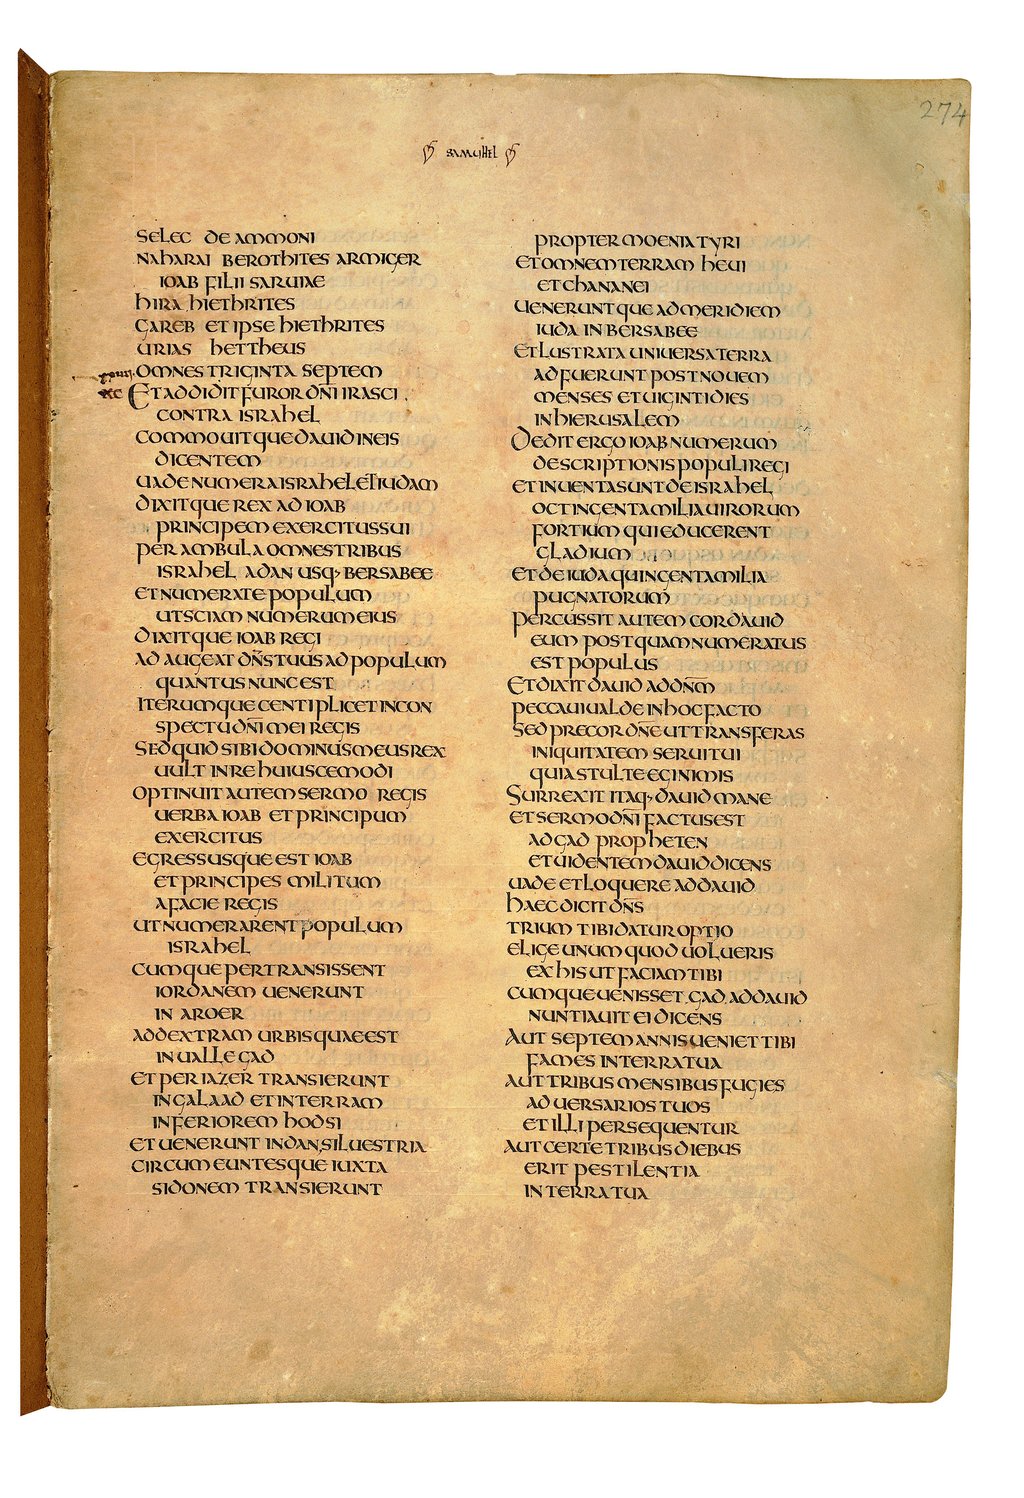 274
SAMUHEL
SELEC DE AMMONI
NAHARAI BEROTHITES ARMIGER
IOAB FILII SARUIAE
HIRA HIETHRITES
GAREB ET IPSE HIETHRITES
URIAS HETTHEUS
OMNES TRIGINTA SEPTEM
ET ADDIDIT FUROR DNI IRASCI
CONTRA ISRAHEL
COMMOUITQUE DAUID IN EIS
DICENTEM
UADE NUMERA ISRAHEL ET IUDAM
DIXITQUE REX AD IOAB
PRINCIPEM EXERCITUS SUI
PERAMBULA OMNES TRIBUS
ISRAHEL A DAN USQ· BERSABEE
ET NUMERATE POPULUM
UT SCIAM NUMERUM EIUS
DIXITQUE IOAB REGI
ADAUGEAT DNS TUUS AD POPULUM
QUANTUS NUNC EST
ITERUMQUE CENTIPLICET IN CON
SPECTU DNI MEI REGIS
SED QUID SIBI DOMINUS MEUS REX
UULT IN RE HUIUSCEMODI
OPTINUIT AUTEM SERMO REGIS
UERBA IOAB ET PRINCIPUM
EXERCITUS
EGRESSUSQUE EST IOAB
ET PRINCIPES MILITUM
A FACIE REGIS
UT NUMERARENT POPULUM
ISRAHEL
CUMQUE PERTRANSISSENT
IORDANEM UENERUNT
IN AROER
AD DEXTRAM URBIS QUAE EST
IN UALLE GAD
ET PER IAZER TRANSIERUNT
IN GALAAD ET IN TERRAM
INFERIOREM HODSI
ET UENERUNT IN DAN SILUESTRIA
CIRCUMEUNTESQUE IUXTA
SIDONEM TRANSIERUNT
PROPTER MOENIA TYRI
ET OMNEM TERRAM HEUI
ET CHANANEI
UENERUNTQUE AD MERIDIEM
IUDA IN BERSABEE
ET LUSTRATA UNIUERSA TERRA
ADFUERUNT POST NOUEM
MENSES ET UIGINTI DIES
IN HIERUSALEM
DEDIT ERGO IOAB NUMERUM
DESCRIPTIONIS POPULI REGI
ET INUENTA SUNT DE ISRAHEL
OCTINGENTA MILIA UIRORUM
FORTIUM QUI EDUCERENT
GLADIUM
ET DE IUDA QUINGENTA MILIA
PUGNATORUM
PERCUSSIT AUTEM COR DAUID
EUM POSTQUAM NUMERATUS
EST POPULUS
ET DIXIT DAUID AD DNM
PECCAUI UALDE IN HOC FACTO
SED PRECOR DNE UT TRANSFERAS
INIQUITATEM SERUI TUI
QUIA STULTE EGI NIMIS
SURREXIT ITAQ· DAUID MANE
ET SERMO DNI FACTUS EST
AD GAD PROPHETEN
ET UIDENTEM DAUID DICENS
UADE ET LOQUERE AD DAUID
HAEC DICIT DNS
TRIUM TIBI DATUR OPTIO
ELIGE UNUM QUOD UOLUERIS
EX HIS UT FACIAM TIBI
CUMQUE UENISSET GAD AD DAUID
NUNTIAUIT EI DICENS
AUT SEPTEM ANNIS UENIET TIBI
FAMES IN TERRA TUA
AUT TRIBUS MENSIBUS FUGIES
ADUERSARIOS TUOS
ET ILLI PERSEQUENTUR
AUT CERTE TRIBUS DIEBUS
ERIT PESTILENTIA
IN TERRA TUA